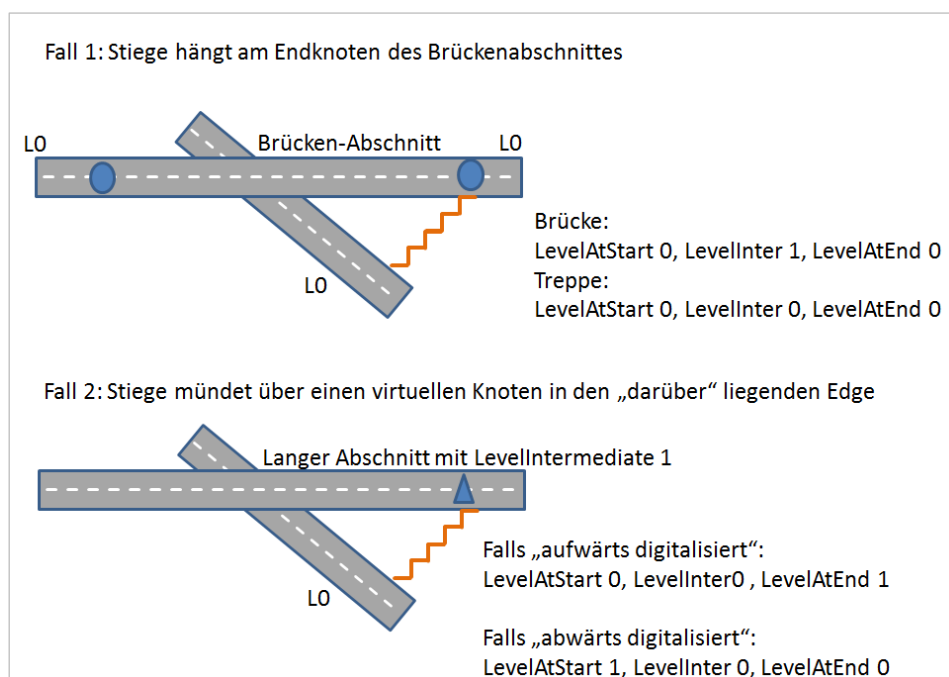 Fall 1: Stiege hängt am Endknoten des Brückenabschnittes
L0
Brücken-Abschnitt
L0
L0
Brücke:
LevelAtStart 0, LevelInter 1, LevelAtEnd 0
Treppe:
LevelAtStart 0, LevelInter 0, LevelAtEnd 0
Fall 2: Stiege mündet über einen virtuellen Knoten in den „darüber“ liegenden Edge
Langer Abschnitt mit LevelIntermediate 1
L0
Falls „aufwärts digitalisiert“:
LevelAtStart 0, LevelInter0 , LevelAtEnd 1
Falls „abwärts digitalisiert“:
LevelAtStart 1, LevelInter 0, LevelAtEnd 0